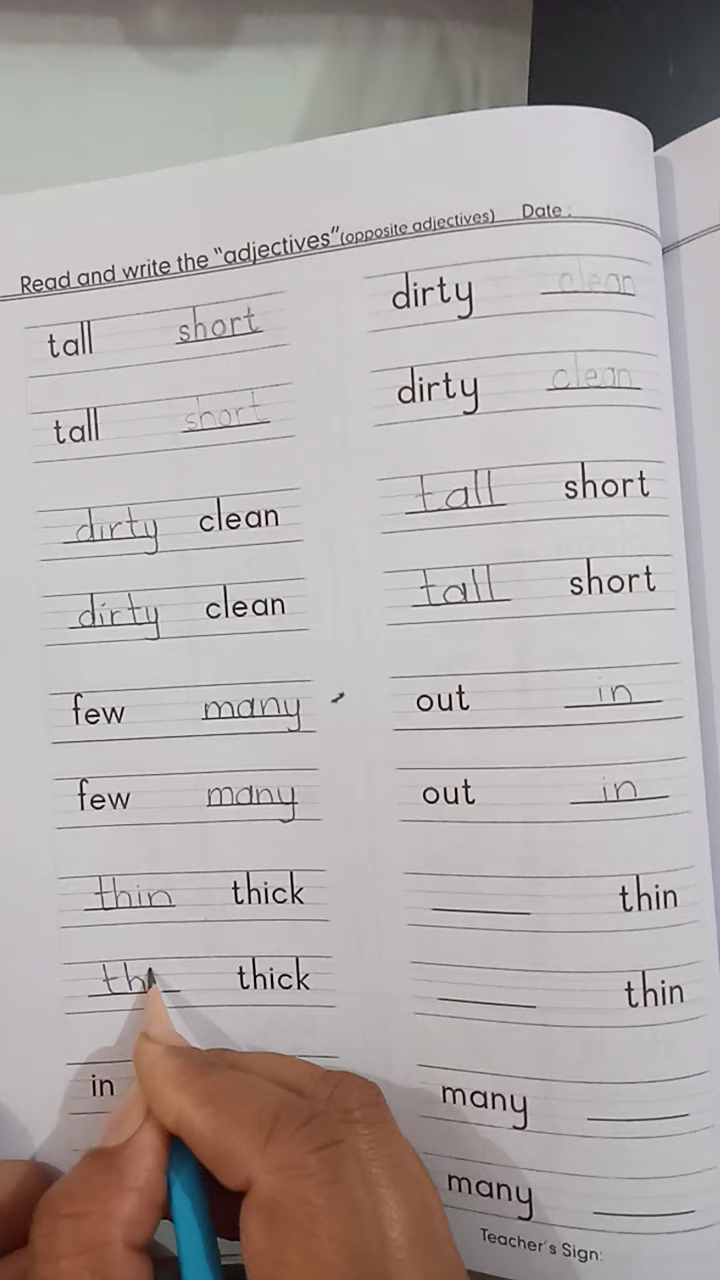 Read and write the "adjectives" (opposite adjectives) Date :
tall short
tall short
dirty clean
dirty clean
few many
few many
thin thick
th thick
in
dirty clean
dirty clean
tall short
tall short
out in
out in
thin
thin
many
many
Teacher's Sign: